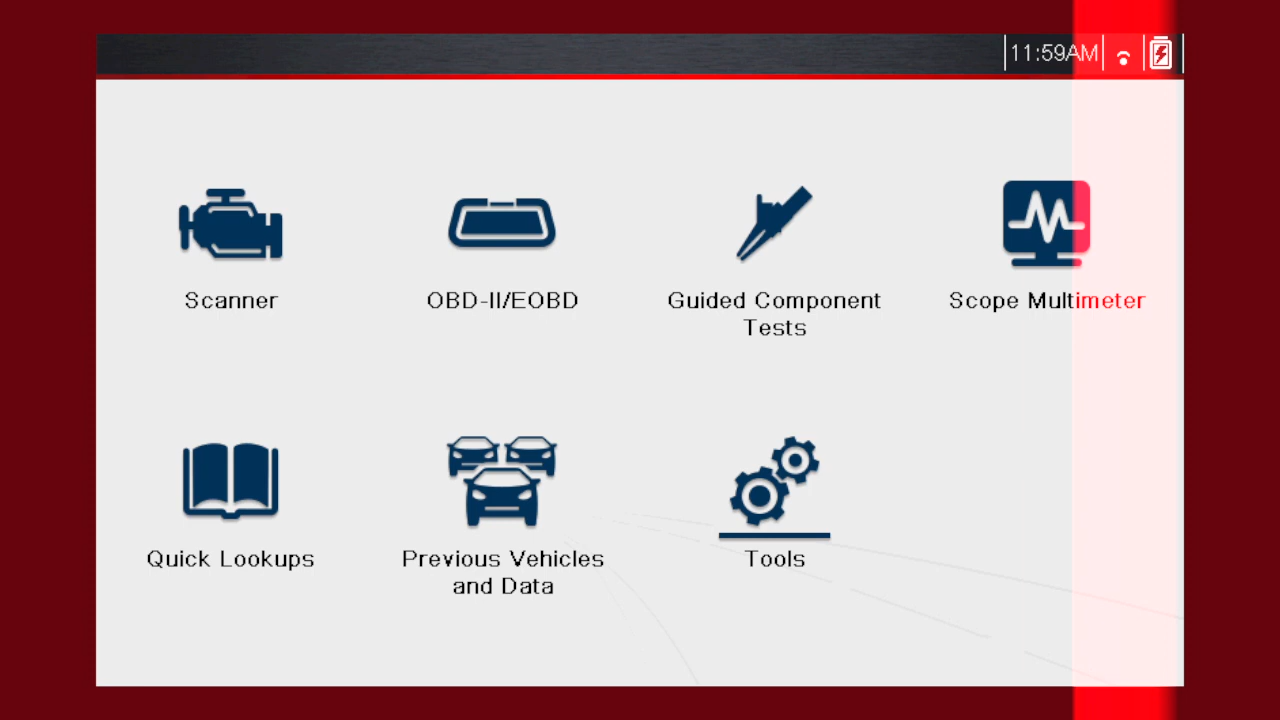 11:59AM
Scanner
OBD-II/EOBD
Guided Component
Tests
Scope Multimeter
Quick Lookups
Previous Vehicles
and Data
Tools